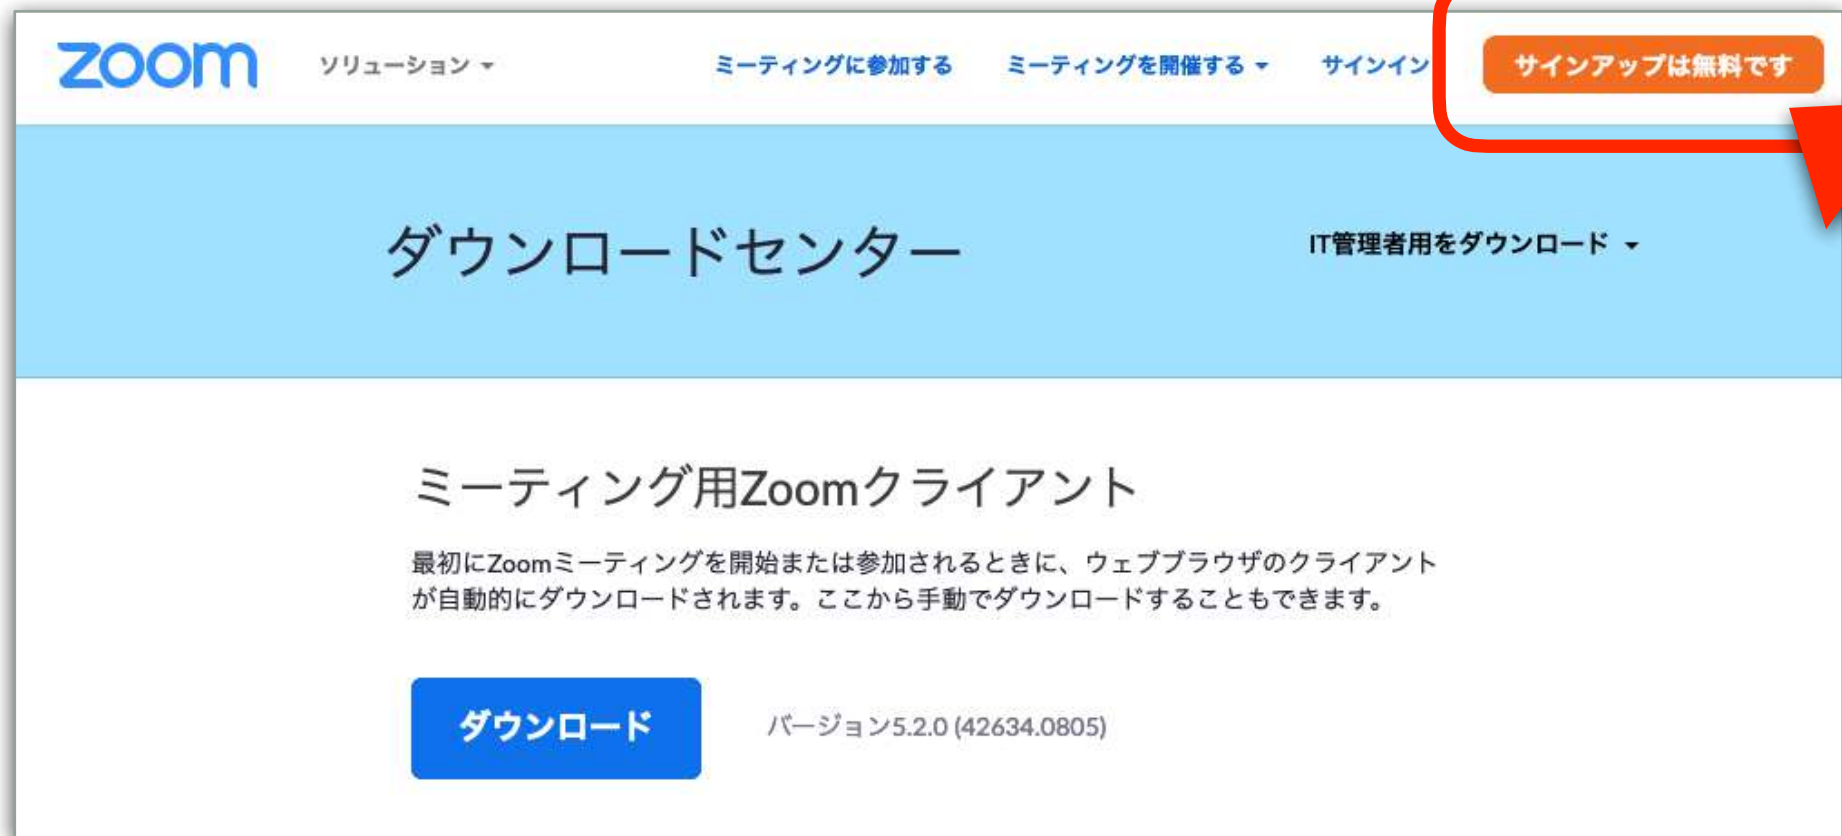 zoom ソリューション ミーティングに参加する ミーティングを開催する サインイン サインアップは無料です
ダウンロードセンター IT管理者用をダウンロード
ミーティング用Zoomクライアント
最初にZoomミーティングを開始または参加されるときに、ウェブブラウザのクライアント
が自動的にダウンロードされます。ここから手動でダウンロードすることもできます。
ダウンロード バージョン5.2.0 (42634.0805)